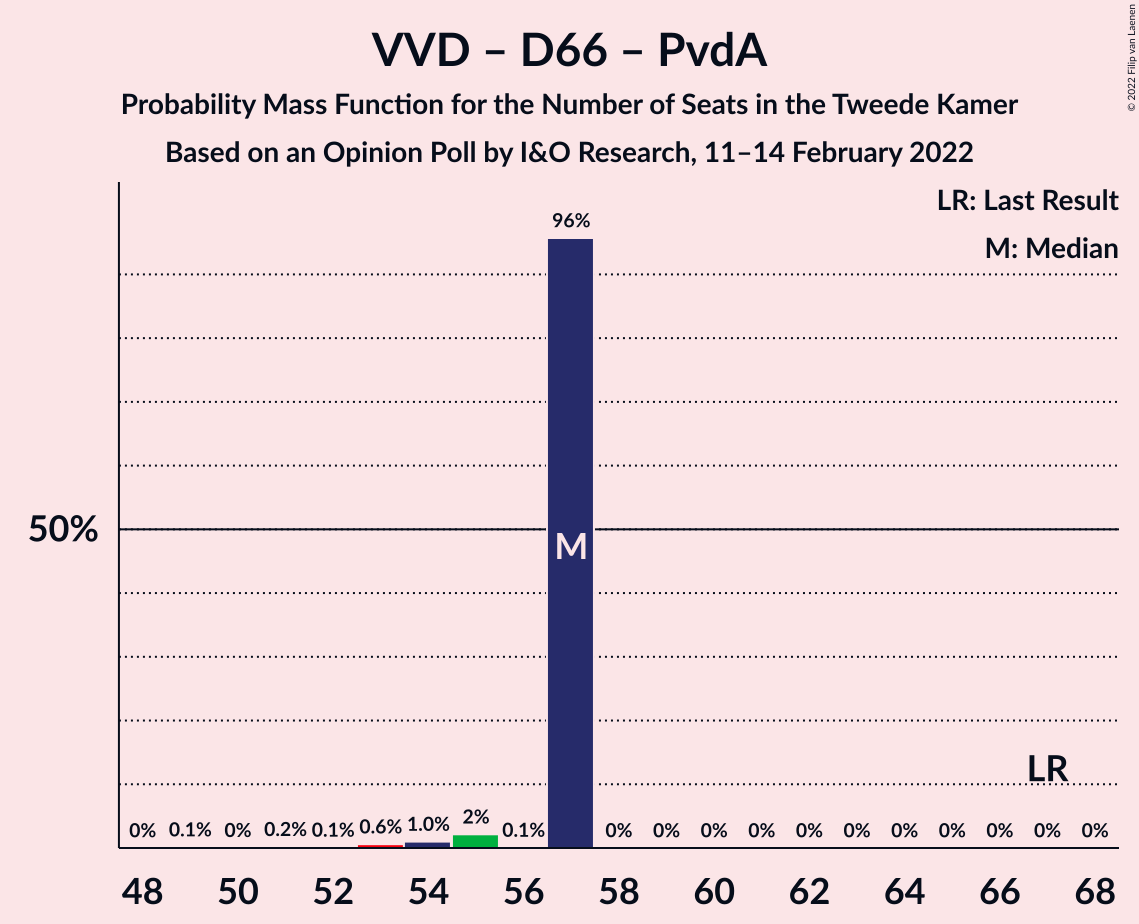 VVD – D66 – PvdA
Probability Mass Function for the Number of Seats in the Tweede Kamer
Based on an Opinion Poll by I&O Research, 11–14 February 2022
© 2022 Filip van Laenen
LR: Last Result
M: Median
96%
50%
M
LR
0% 0.1% 0% 0.2% 0.1% 0.6% 1.0% 2% 0.1% 0% 0% 0% 0% 0% 0% 0% 0% 0% 0% 0%
48 50 52 54 56 58 60 62 64 66 68